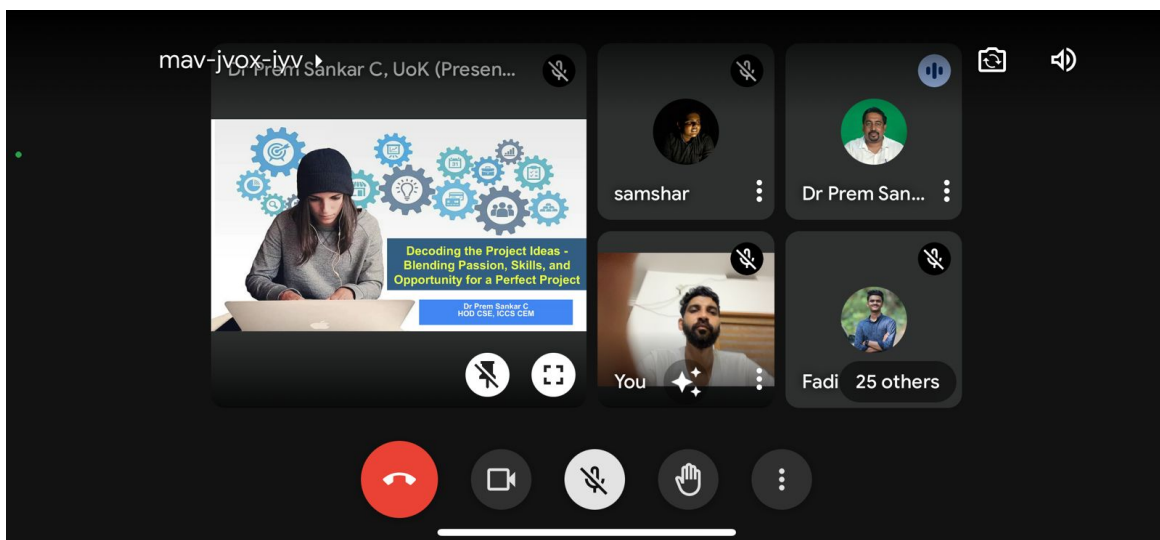 mav-jvox-iyv
Dr Prem Sankar C, UoK (Presen...
Decoding the Project Ideas -
Blending Passion, Skills, and
Opportunity for a Perfect Project
Dr Prem Sankar C
HOD CSE, ICCS CEM
samshar
Dr Prem San...
You
Fadi
25 others